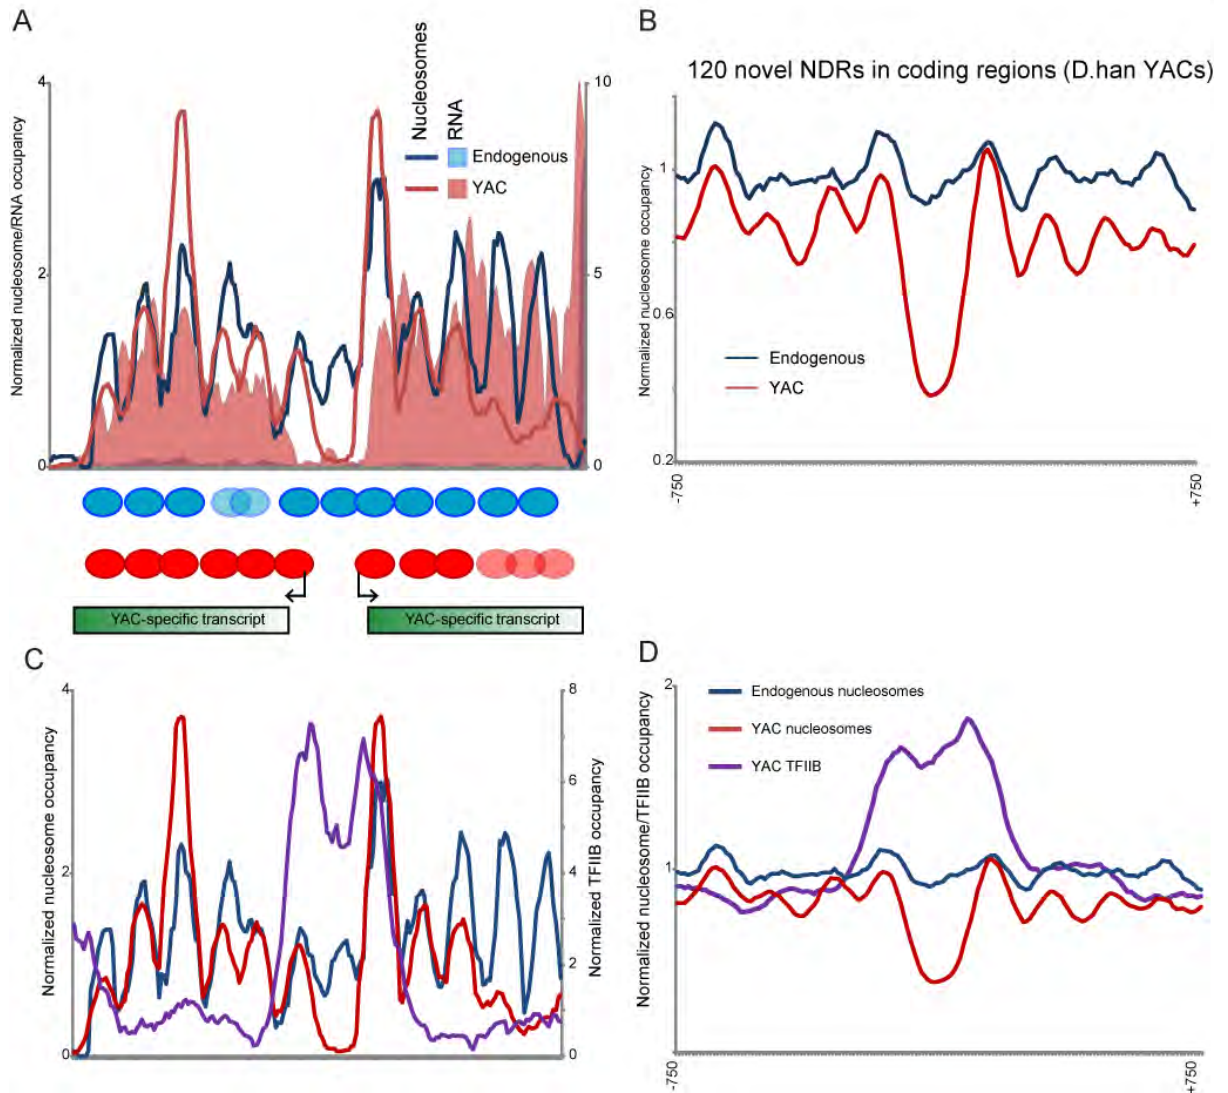 A
Normalized nucleosome/RNA occupancy
4
2
0
10
5
0
Nucleosomes
RNA
Endogenous
YAC
YAC-specific transcript
YAC-specific transcript
B
120 novel NDRs in coding regions (D.han YACs)
Normalized nucleosome occupancy
1
0.6
0.2
Endogenous
YAC
-750
+750
C
Normalized nucleosome occupancy
4
2
0
8
6
4
2
0
Normalized TFIIB occupancy
D
Normalized nucleosome/TFIIB occupancy
2
1
Endogenous nucleosomes
YAC nucleosomes
YAC TFIIB
-750
+750